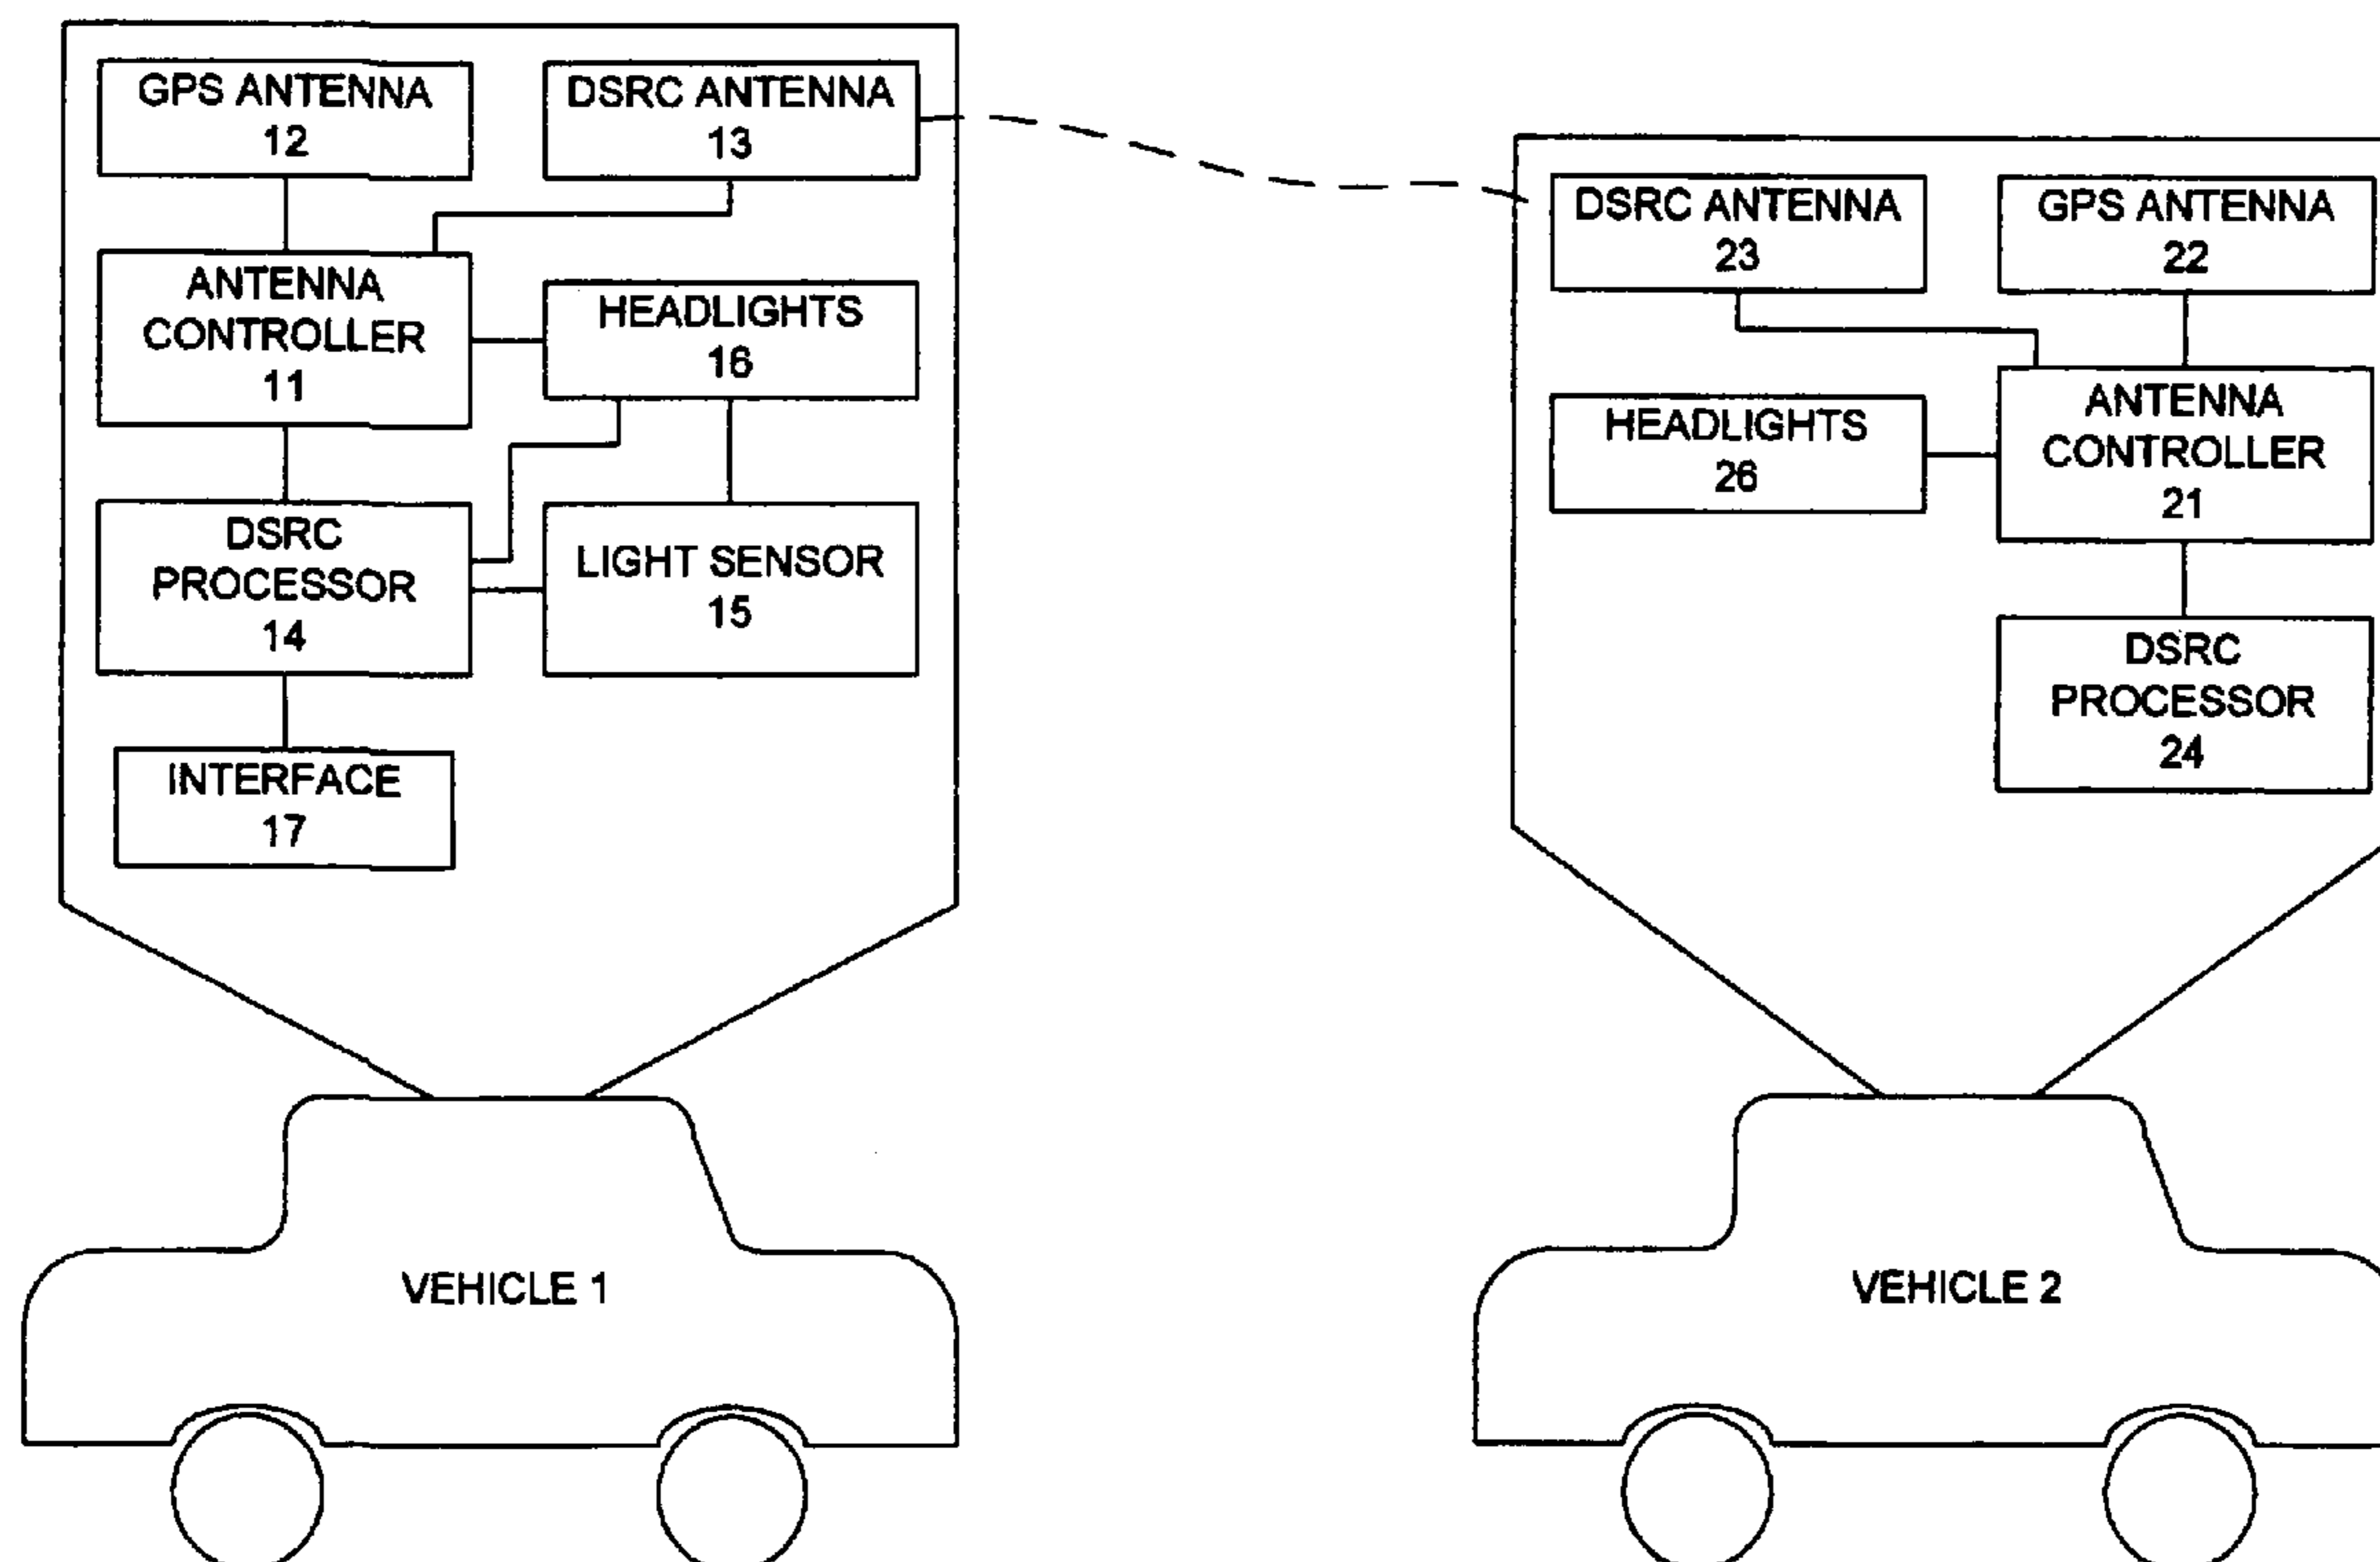 GPS ANTENNA
12
DSRC ANTENNA
13
ANTENNA
CONTROLLER
11
HEADLIGHTS
16
DSRC
PROCESSOR
14
LIGHT SENSOR
15
INTERFACE
17
VEHICLE 1
DSRC ANTENNA
23
GPS ANTENNA
22
HEADLIGHTS
26
ANTENNA
CONTROLLER
21
DSRC
PROCESSOR
24
VEHICLE 2